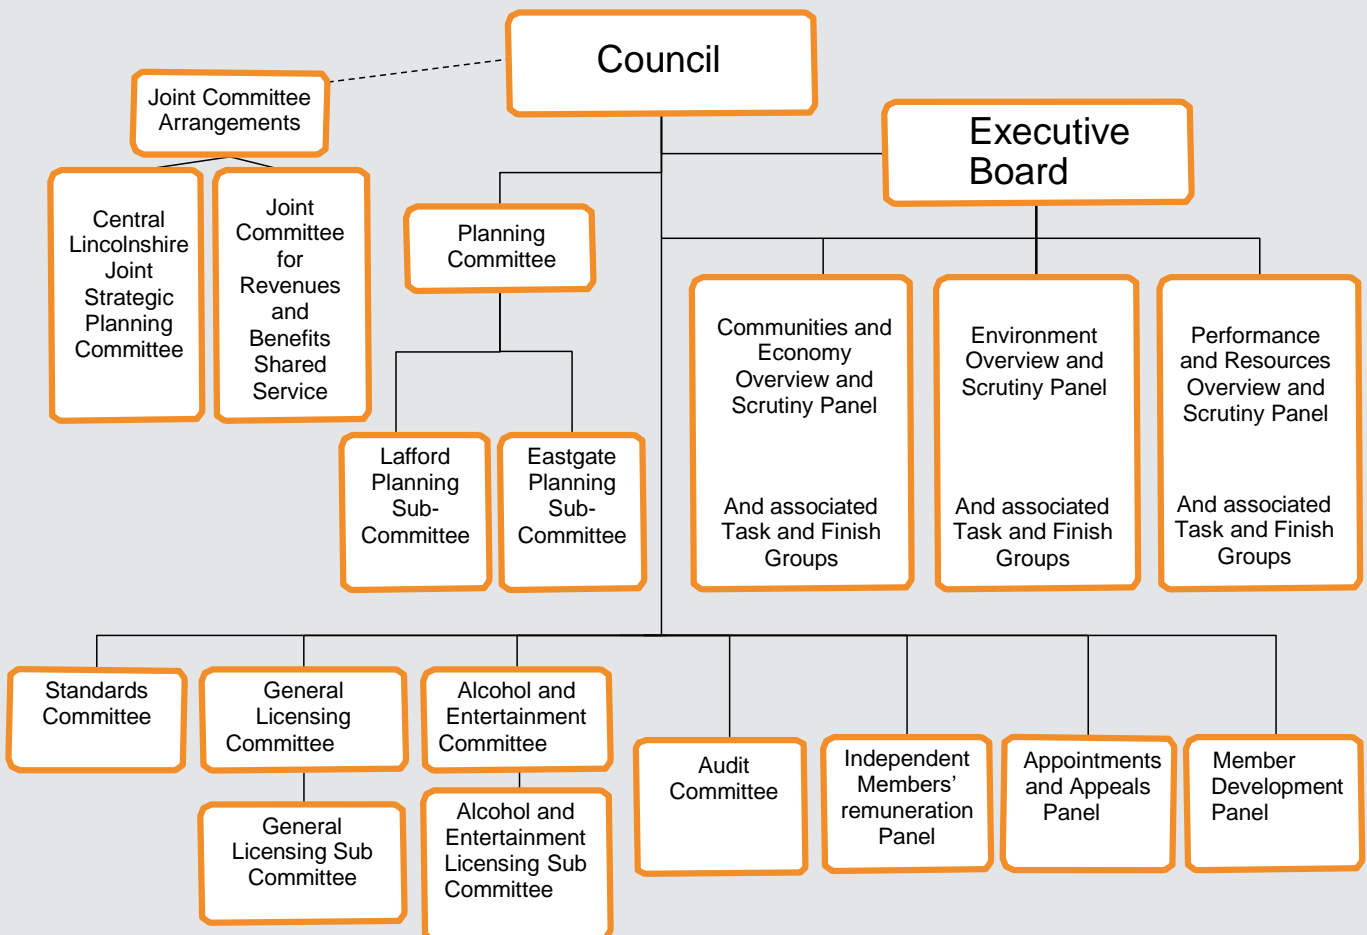 Council
Joint Committee
Arrangements
Executive
Board
Central
Lincolnshire
Joint
Strategic
Planning
Committee
Joint
Committee
for
Revenues
and
Benefits
Shared
Service
Planning
Committee
Communities and
Economy
Overview and
Scrutiny Panel
And associated
Task and Finish
Groups
Environment
Overview and
Scrutiny Panel
And associated
Task and Finish
Groups
Performance
and Resources
Overview and
Scrutiny Panel
And associated
Task and Finish
Groups
Lafford
Planning
Sub-
Committee
Eastgate
Planning
Sub-
Committee
Standards
Committee
General
Licensing
Committee
Alcohol and
Entertainment
Committee
Audit
Committee
Independent
Members’
remuneration
Panel
Appointments
and Appeals
Panel
Member
Development
Panel
General
Licensing Sub
Committee
Alcohol and
Entertainment
Licensing Sub
Committee